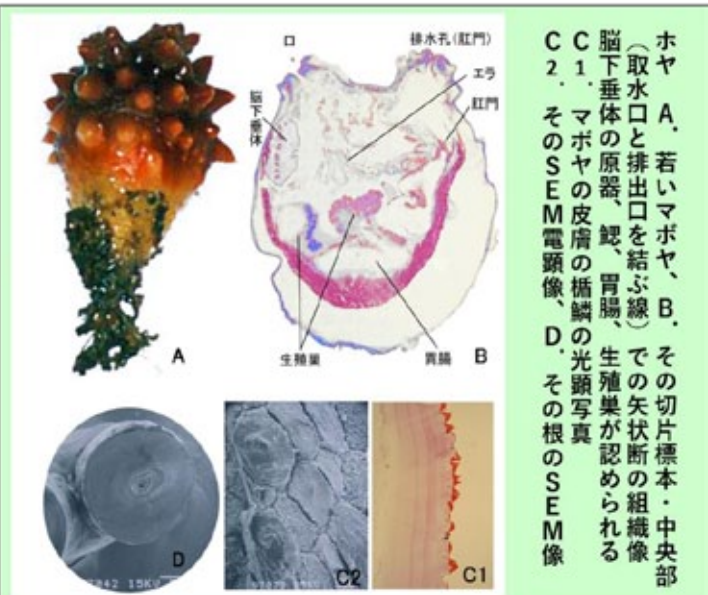 ホヤ A．若いマボヤ、B．その切片標本・中央部
（取水口と排出口を結ぶ線）での矢状断の組織像
脳下垂体の原器、鰓、胃腸、生殖巣が認められる
C1．マボヤの皮膚の楯鱗の光顕写真
C2．そのSEM電顕像、D．その根のSEM像
口
排水孔(肛門)
エラ
肛門
脳下垂体
A
生殖巣
胃腸
B
D
15KV
C2
C1